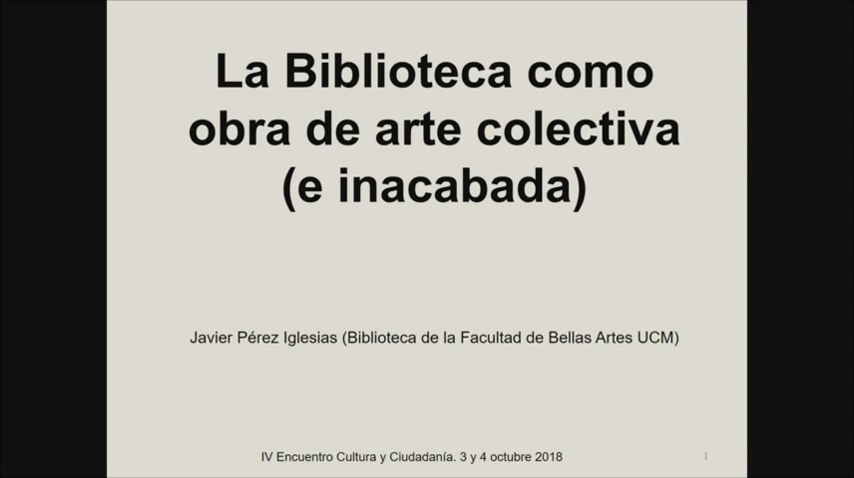 La Biblioteca como
obra de arte colectiva
(e inacabada)
Javier Pérez Iglesias (Biblioteca de la Facultad de Bellas Artes UCM)
IV Encuentro Cultura y Ciudadanía. 3 y 4 octubre 2018
1